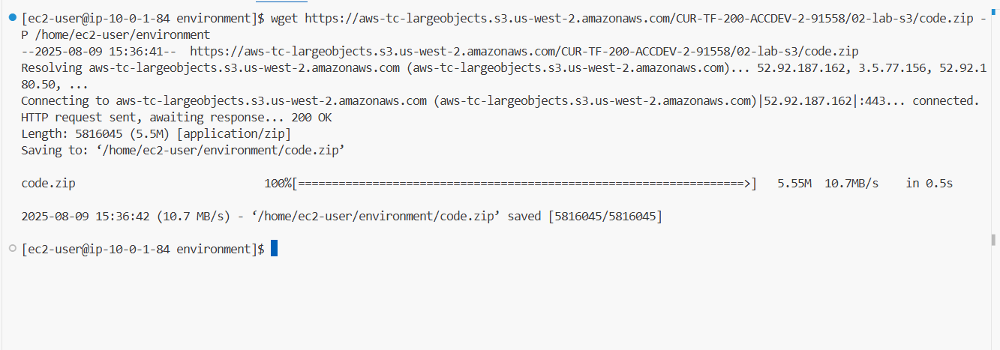 [ec2-user@ip-10-0-1-84 environment]$ wget https://aws-tc-largeobjects.s3.us-west-2.amazonaws.com/CUR-TF-200-ACCDEV-2-91558/02-lab-s3/code.zip -
P /home/ec2-user/environment
--2025-08-09 15:36:41--  https://aws-tc-largeobjects.s3.us-west-2.amazonaws.com/CUR-TF-200-ACCDEV-2-91558/02-lab-s3/code.zip
Resolving aws-tc-largeobjects.s3.us-west-2.amazonaws.com (aws-tc-largeobjects.s3.us-west-2.amazonaws.com)... 52.92.187.162, 3.5.77.156, 52.92.1
80.50, ...
Connecting to aws-tc-largeobjects.s3.us-west-2.amazonaws.com (aws-tc-largeobjects.s3.us-west-2.amazonaws.com)|52.92.187.162|:443... connected.
HTTP request sent, awaiting response... 200 OK
Length: 5816045 (5.5M) [application/zip]
Saving to: ‘/home/ec2-user/environment/code.zip’
code.zip                            100%[==================================================================>]   5.55M  10.7MB/s    in 0.5s
2025-08-09 15:36:42 (10.7 MB/s) - ‘/home/ec2-user/environment/code.zip’ saved [5816045/5816045]
[ec2-user@ip-10-0-1-84 environment]$